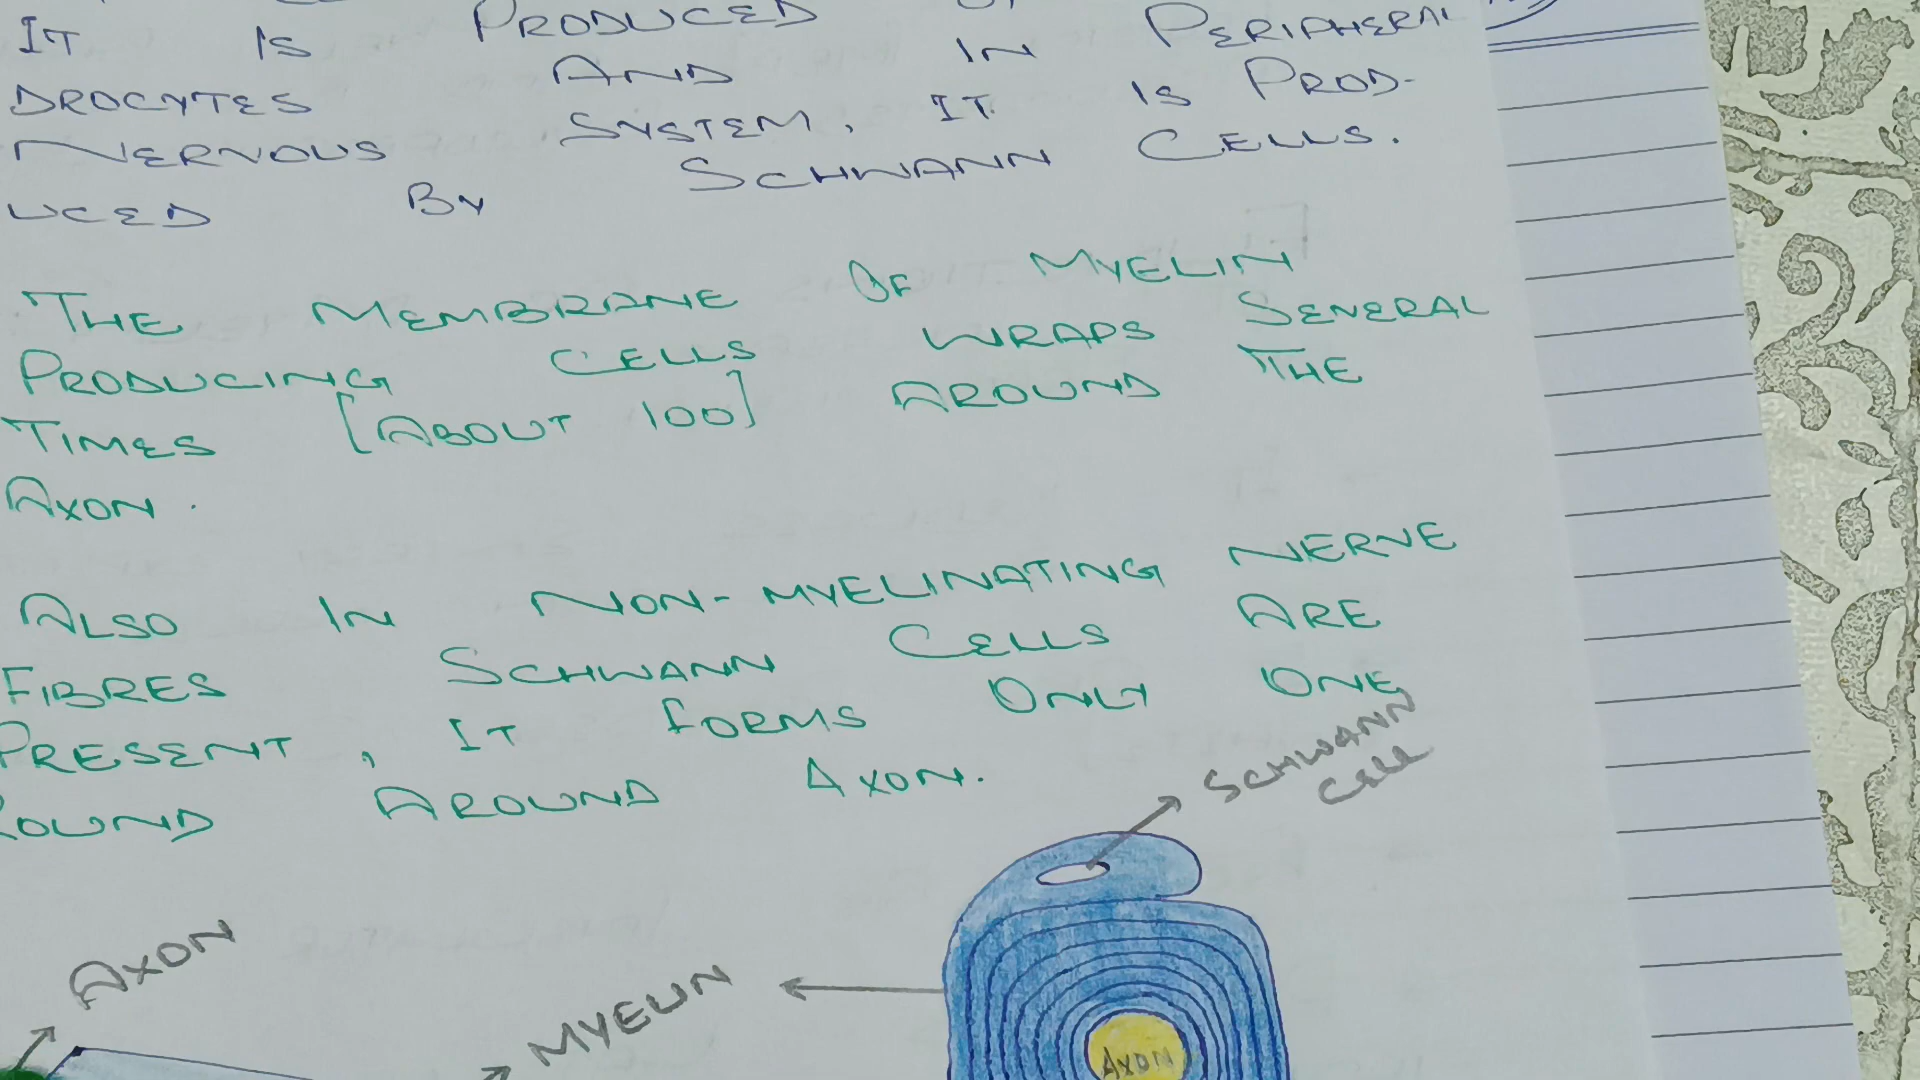 IT IS PRODUCED
DROCYTES AND IN PERIPHERAL
NERVOUS SYSTEM, IT IS PROD-
UCED BY SCHWANN CELLS.
THE MEMBRANE OF MYELIN
PRODUCING CELLS WRAPS SEVERAL
TIMES [ABOUT 100] AROUND THE
AXON.
ALSO IN NON-MYELINATING NERVE
FIBRES SCHWANN CELLS ARE
PRESENT, IT FORMS ONLY ONE
ROUND AROUND AXON.
SCHWANN
CELL
AXON
MYELIN
AXON